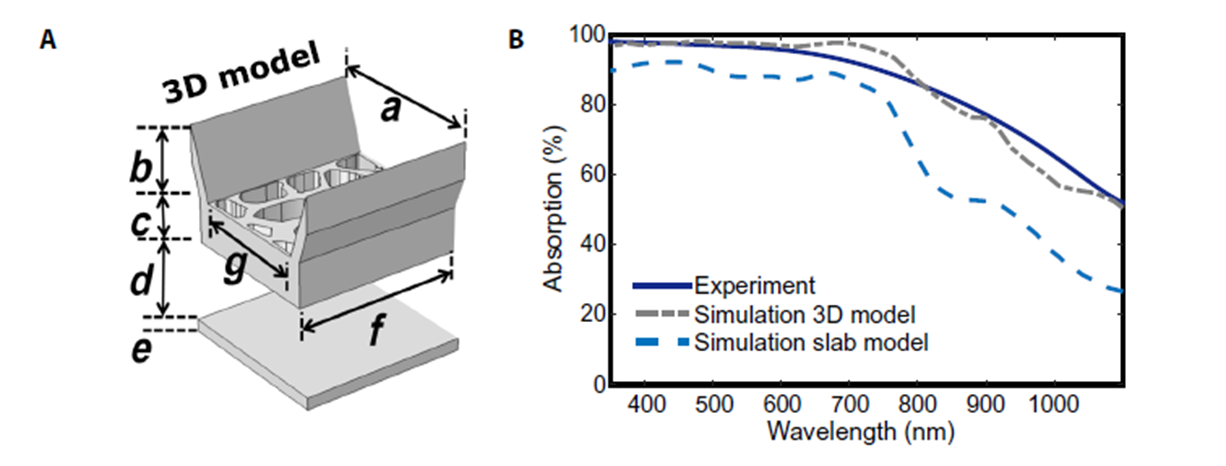 A
3D model
a
b
c
d
e
f
g
B
Absorption (%)
100
80
60
40
20
0
Experiment
Simulation 3D model
Simulation slab model
400 500 600 700 800 900 1000
Wavelength (nm)